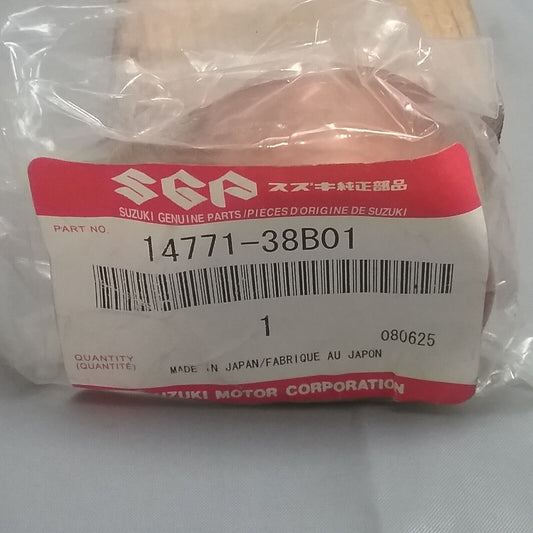 SGP スズキ純正部品
SUZUKI GENUINE PARTS/PIECES D'ORIGINE DE SUZUKI
PART NO. 14771-38B01
1
080625
QUANTITY
(QUANTITÉ)
MADE IN JAPAN/FABRIQUE AU JAPON
SUZUKI MOTOR CORPORATION